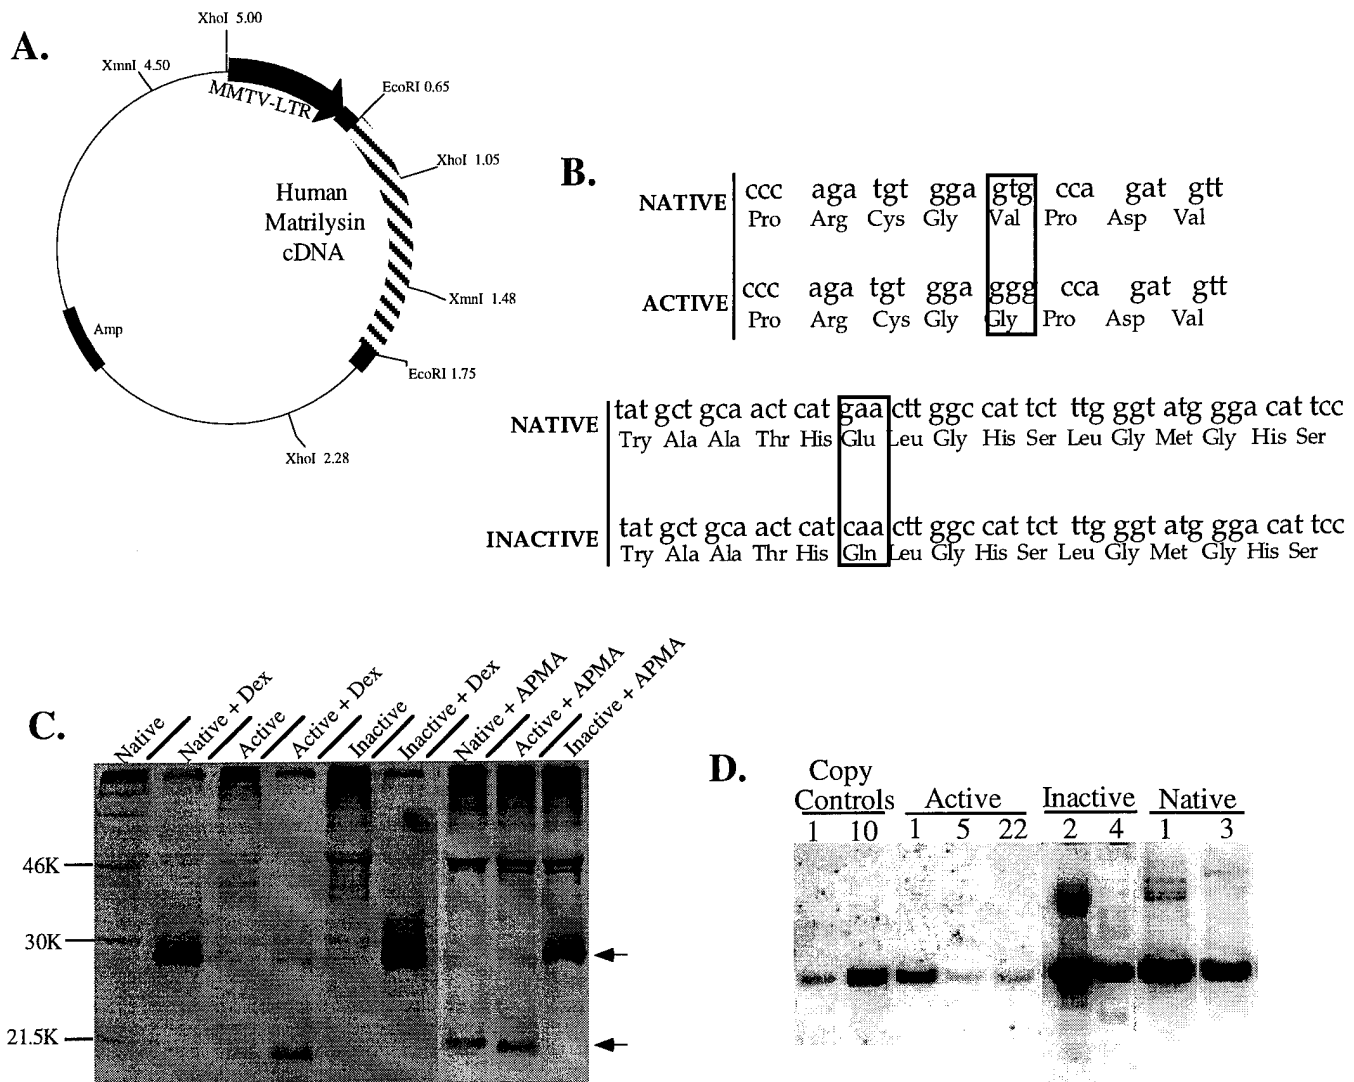 A.
XhoI 5.00
XmnI 4.50
MMTV-LTR
EcoRI 0.65
XhoI 1.05
Human
Matrilysin
cDNA
XmnI 1.48
Amp
EcoRI 1.75
XhoI 2.28
B.
NATIVE
ccc aga tgt gga gtg cca gat gtt
Pro Arg Cys Gly Val Pro Asp Val
ACTIVE
ccc aga tgt gga ggg cca gat gtt
Pro Arg Cys Gly Gly Pro Asp Val
NATIVE
tat gct gca act cat gaa ctt ggc cat tct ttg ggt atg gga cat tcc
Try Ala Ala Thr His Glu Leu Gly His Ser Leu Gly Met Gly His Ser
INACTIVE
tat gct gca act cat caa ctt ggc cat tct ttg ggt atg gga cat tcc
Try Ala Ala Thr His Gln Leu Gly His Ser Leu Gly Met Gly His Ser
C.
Native
Native + Dex
Active
Active + Dex
Inactive
Inactive + Dex
Native + APMA
Active + APMA
Inactive + APMA
46K
30K
21.5K
D.
Copy
Controls Active Inactive Native
1 10 1 5 22 2 4 1 3